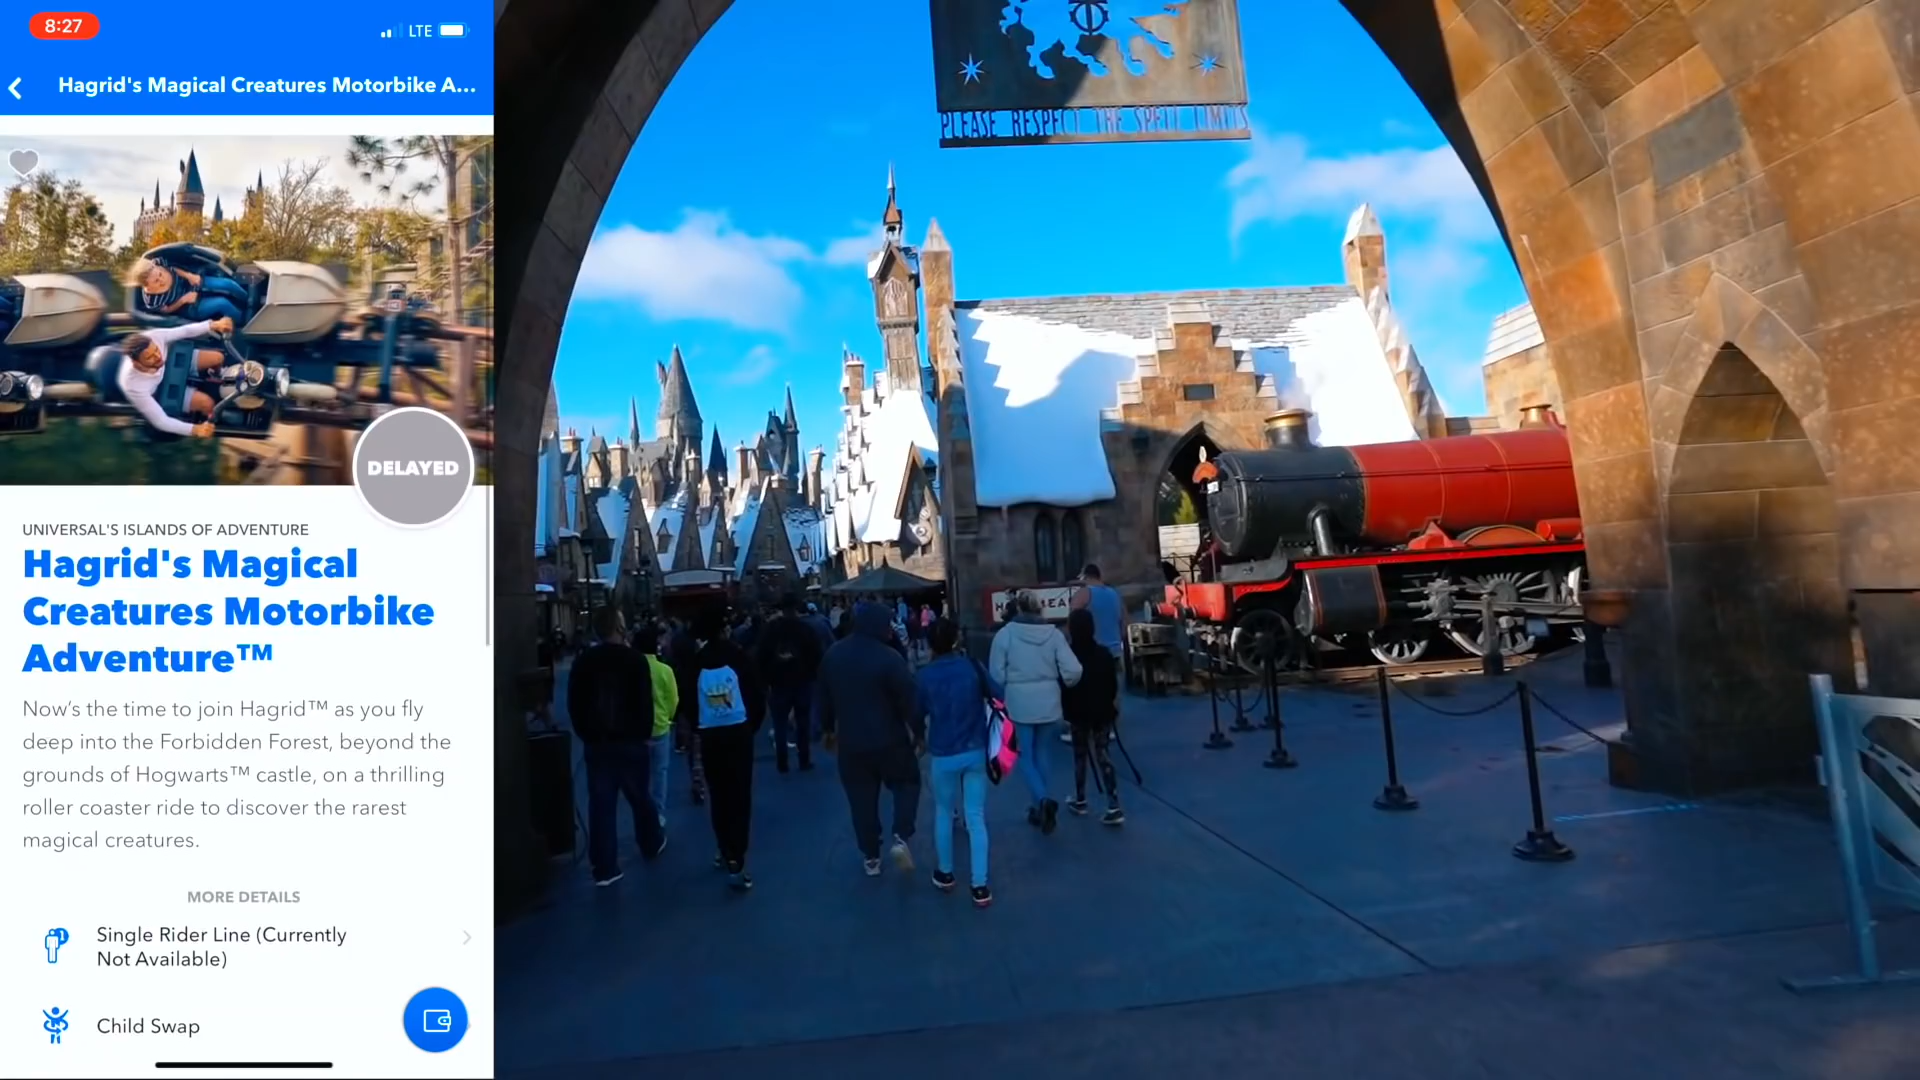 8:27
LTE
Hagrid's Magical Creatures Motorbike A...
DELAYED
UNIVERSAL'S ISLANDS OF ADVENTURE
Hagrid's Magical
Creatures Motorbike
Adventure™
Now's the time to join Hagrid™ as you fly
deep into the Forbidden Forest, beyond the
grounds of Hogwarts™ castle, on a thrilling
roller coaster ride to discover the rarest
magical creatures.
MORE DETAILS
Single Rider Line (Currently
Not Available)
Child Swap
PLEASE RESPECT THE SPELL LIMITS